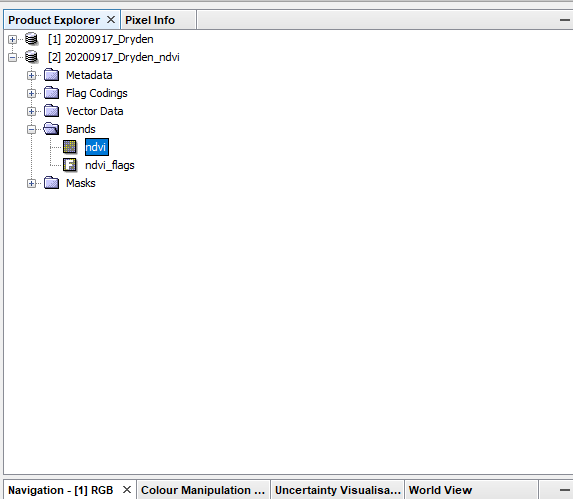 Product Explorer × Pixel Info
[1] 20200917_Dryden
[2] 20200917_Dryden_ndvi
Metadata
Flag Codings
Vector Data
Bands
ndvi
F ndvi_flags
Masks
Navigation - [1] RGB × Colour Manipulation ... Uncertainty Visualisa... World View